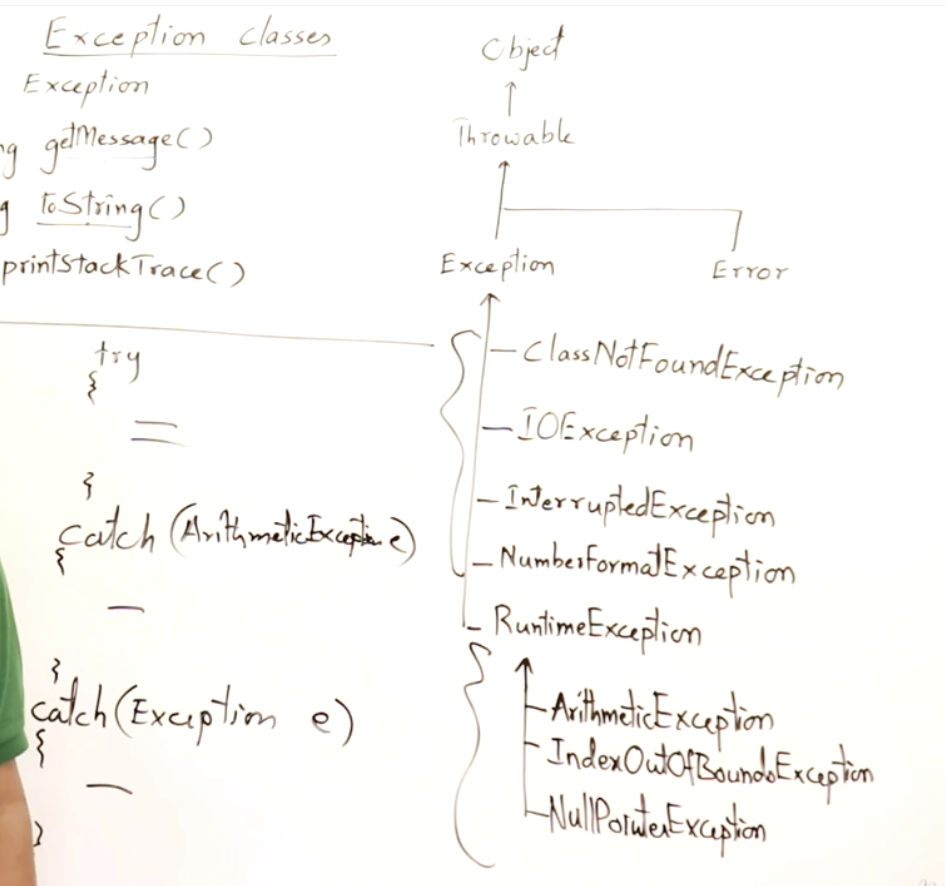 Exception classes
Exception
ng getMessage()
g toString()
printStackTrace()
try
{
}
catch (ArithmeticException e)
{
}
catch (Exception e)
{
}
Object
Throwable
Exception
Error
ClassNotFoundException
IOException
InterruptedException
NumberFormatException
RuntimeException
ArithmeticException
IndexOutOfBoundsException
NullPointerException